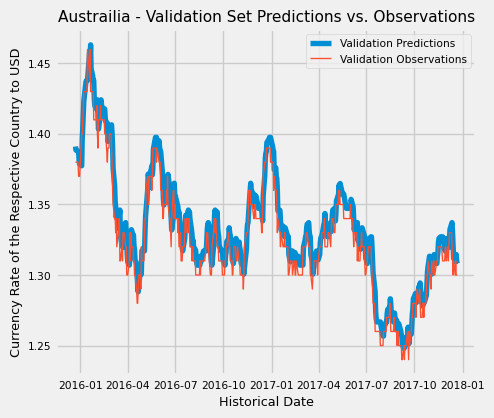 Austrailia - Validation Set Predictions vs. Observations
Validation Predictions
Validation Observations
Currency Rate of the Respective Country to USD
1.45
1.40
1.35
1.30
1.25
2016-01 2016-04 2016-07 2016-10 2017-01 2017-04 2017-07 2017-10 2018-01
Historical Date